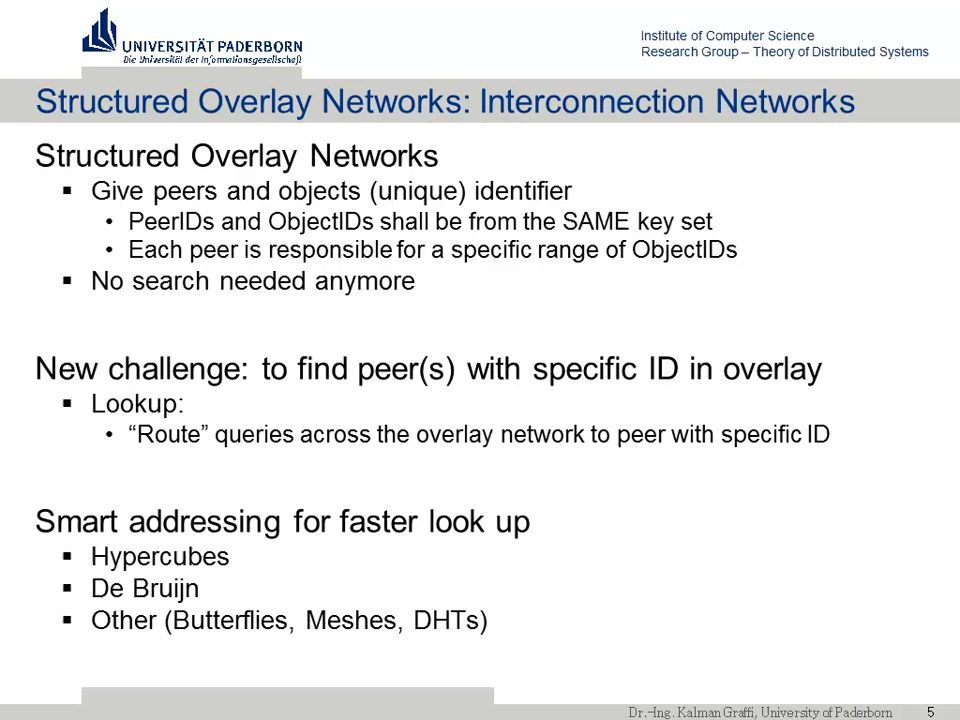 UNIVERSITÄT PADERBORN
Die Universität der Informationsgesellschaft
Institute of Computer Science
Research Group – Theory of Distributed Systems
Structured Overlay Networks: Interconnection Networks
Structured Overlay Networks
▪ Give peers and objects (unique) identifier
• PeerIDs and ObjectIDs shall be from the SAME key set
• Each peer is responsible for a specific range of ObjectIDs
▪ No search needed anymore
New challenge: to find peer(s) with specific ID in overlay
▪ Lookup:
• “Route” queries across the overlay network to peer with specific ID
Smart addressing for faster look up
▪ Hypercubes
▪ De Bruijn
▪ Other (Butterflies, Meshes, DHTs)
Dr.-Ing. Kalman Graffi, University of Paderborn 5